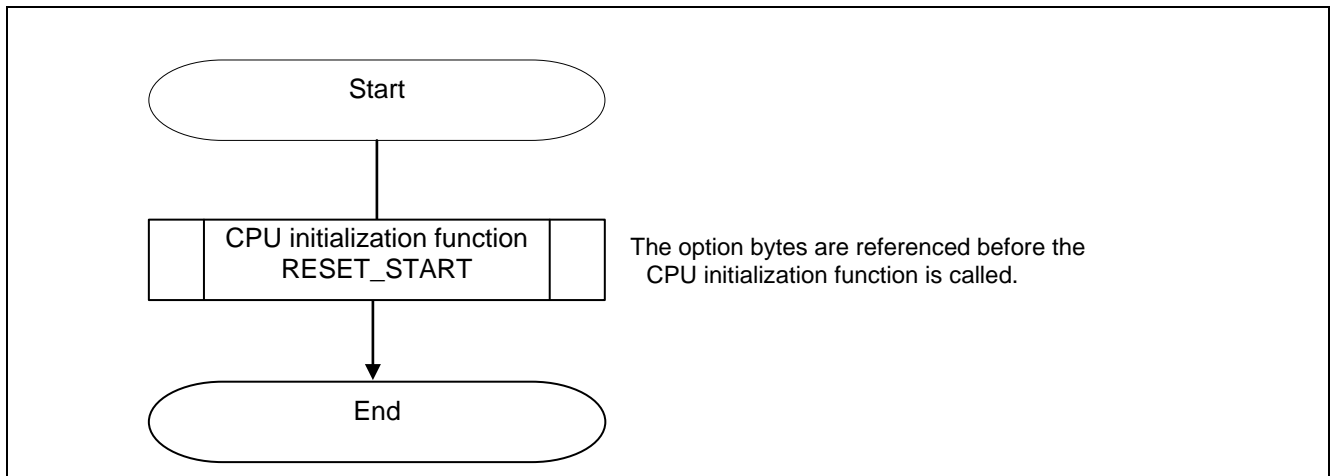 Start
CPU initialization function
RESET_START
The option bytes are referenced before the
CPU initialization function is called.
End